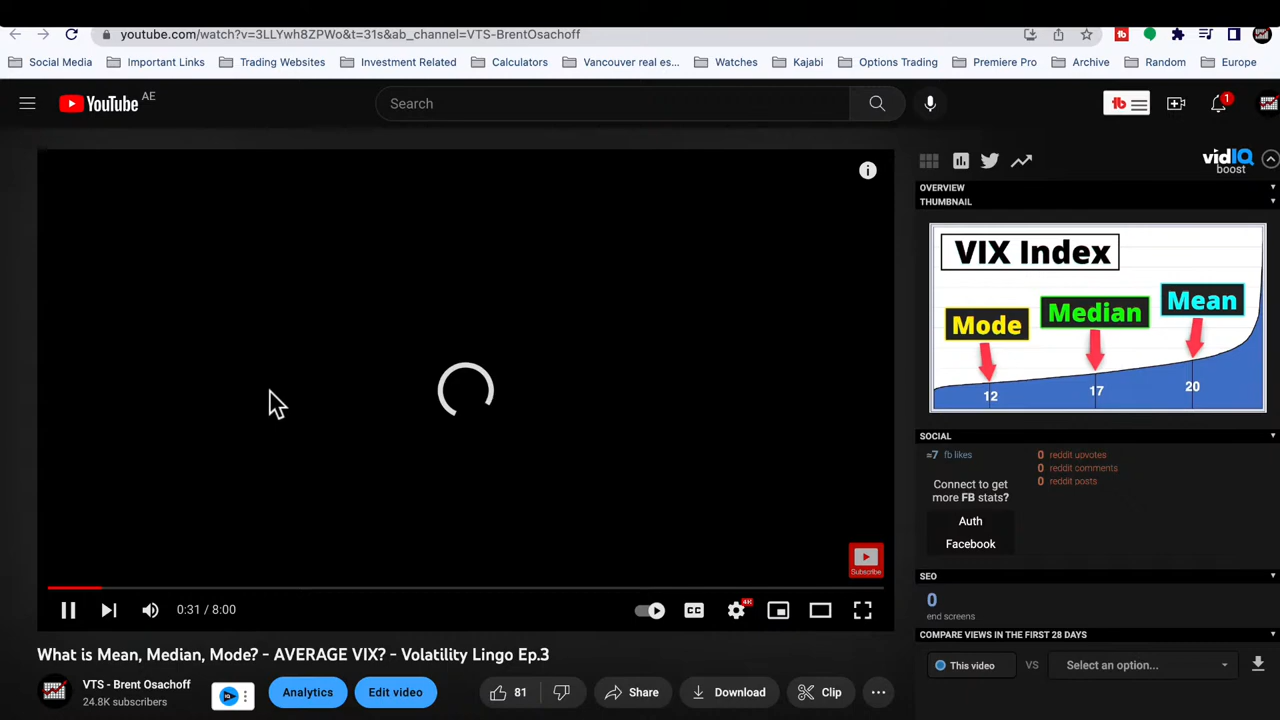 youtube.com/watch?v=3LLYwh8ZPWo&t=31s&ab_channel=VTS-BrentOsachoff
Social Media Important Links Trading Websites Investment Related Calculators Vancouver real es... Watches Kajabi Options Trading Premiere Pro Archive Random Europe
YouTube AE
Search
1
vidIQ
boost
OVERVIEW
THUMBNAIL
VIX Index
Mode
Median
Mean
12
17
20
SOCIAL
=7 fb likes
0 reddit upvotes
0 reddit comments
0 reddit posts
Connect to get
more FB stats?
Auth
Facebook
Subscribe
SEO
0
end screens
0:31 / 8:00
CC
4K
COMPARE VIEWS IN THE FIRST 28 DAYS
This video VS Select an option...
What is Mean, Median, Mode? - AVERAGE VIX? - Volatility Lingo Ep.3
VTS - Brent Osachoff
24.8K subscribers
Analytics
Edit video
81
Share
Download
Clip